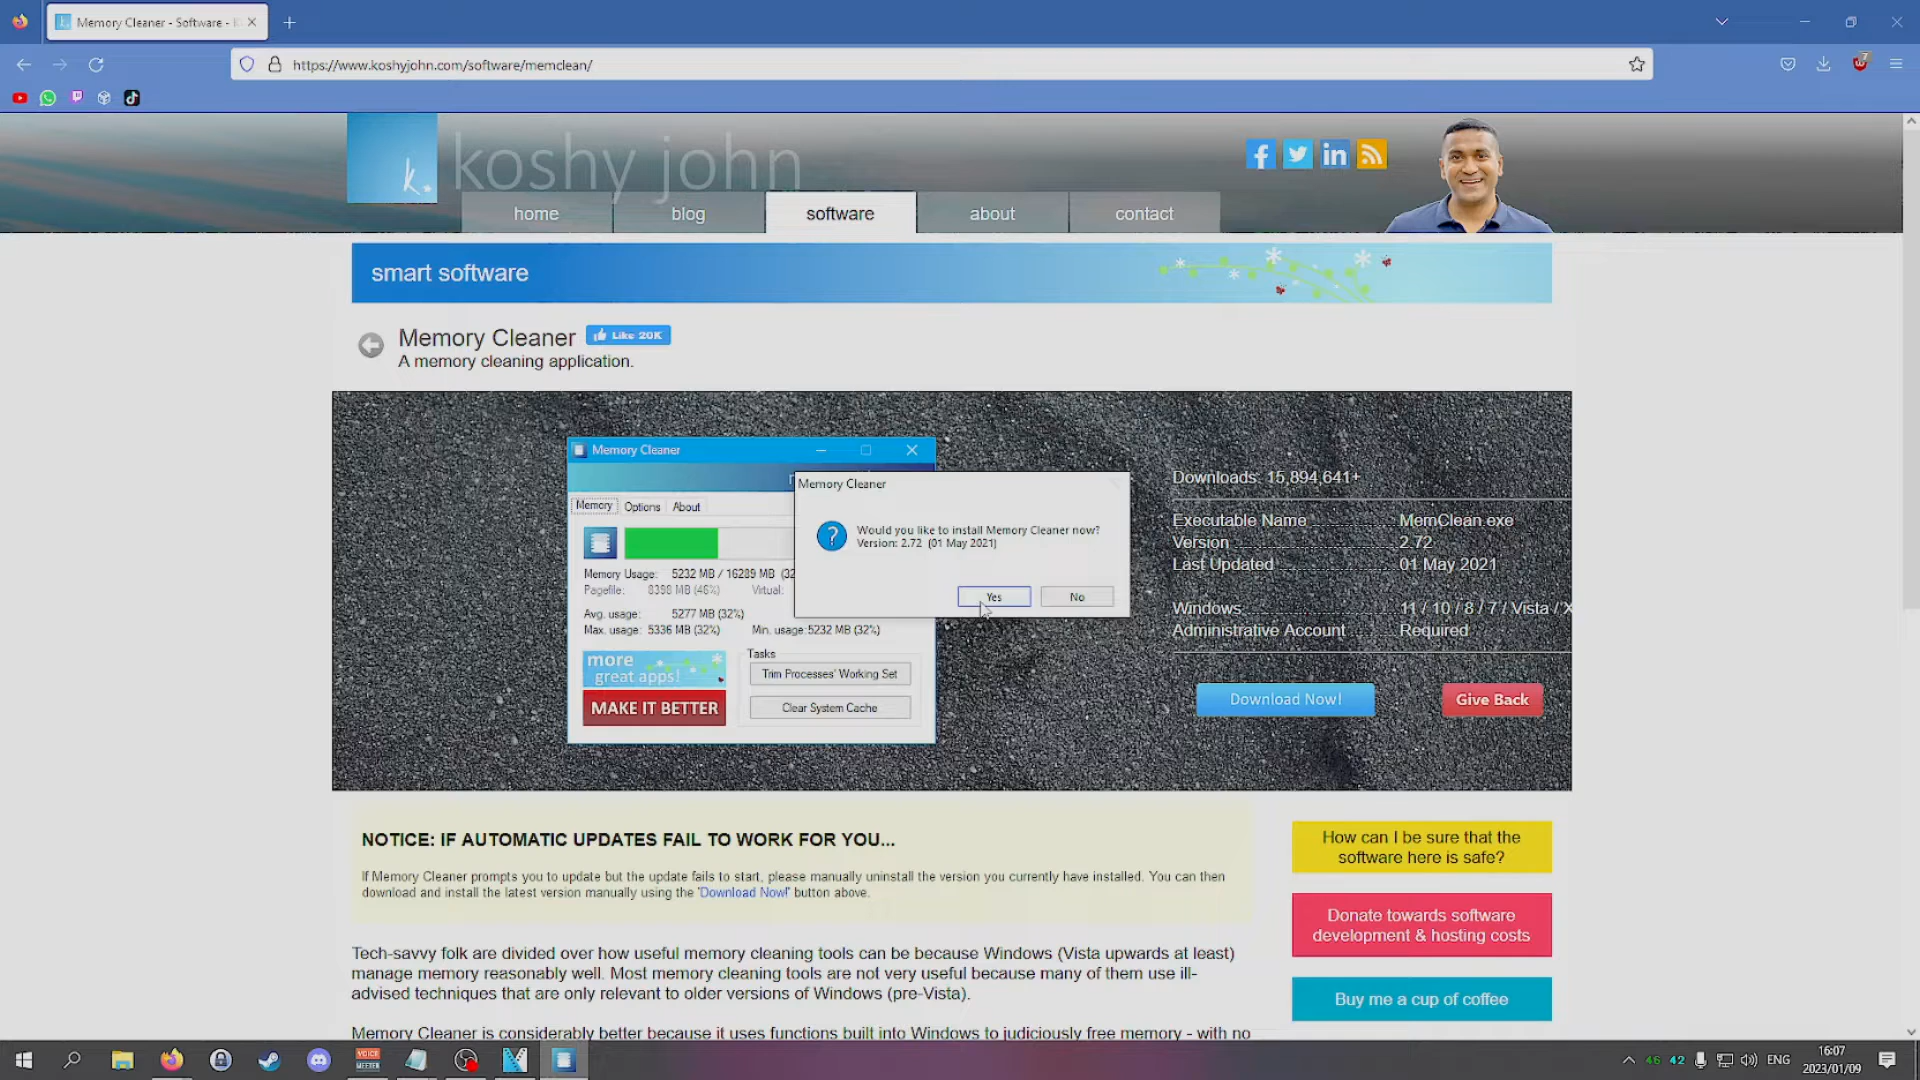 Memory Cleaner - Software - K
https://www.koshyjohn.com/software/memclean/
k.
koshy john
home
blog
software
about
contact
smart software
Memory Cleaner
Like 20K
A memory cleaning application.
Memory Cleaner
Memory
Options
About
Memory Usage: 5232 MB / 16289 MB (32
Pagefile: 8398 MB (46%) Virtual:
Avg. usage: 5277 MB (32%)
Max. usage: 5336 MB (32%) Min. usage:5232 MB (32%)
more
great apps!
MAKE IT BETTER
Tasks
Trim Processes' Working Set
Clear System Cache
Memory Cleaner
Would you like to install Memory Cleaner now?
Version: 2.72 (01 May 2021)
Yes
No
Downloads: 15,894,641+
Executable Name MemClean.exe
Version 2.72
Last Updated 01 May 2021
Windows 11 / 10 / 8 / 7 / Vista / X
Administrative Account Required
Download Now!
Give Back
NOTICE: IF AUTOMATIC UPDATES FAIL TO WORK FOR YOU...
If Memory Cleaner prompts you to update but the update fails to start, please manually uninstall the version you currently have installed. You can then
download and install the latest version manually using the 'Download Now!' button above.
Tech-savvy folk are divided over how useful memory cleaning tools can be because Windows (Vista upwards at least)
manage memory reasonably well. Most memory cleaning tools are not very useful because many of them use ill-
advised techniques that are only relevant to older versions of Windows (pre-Vista).
Memory Cleaner is considerably better because it uses functions built into Windows to judiciously free memory - with no
How can I be sure that the
software here is safe?
Donate towards software
development & hosting costs
Buy me a cup of coffee
VOICE
MEETER
46 42
ENG
16:07
2023/01/09